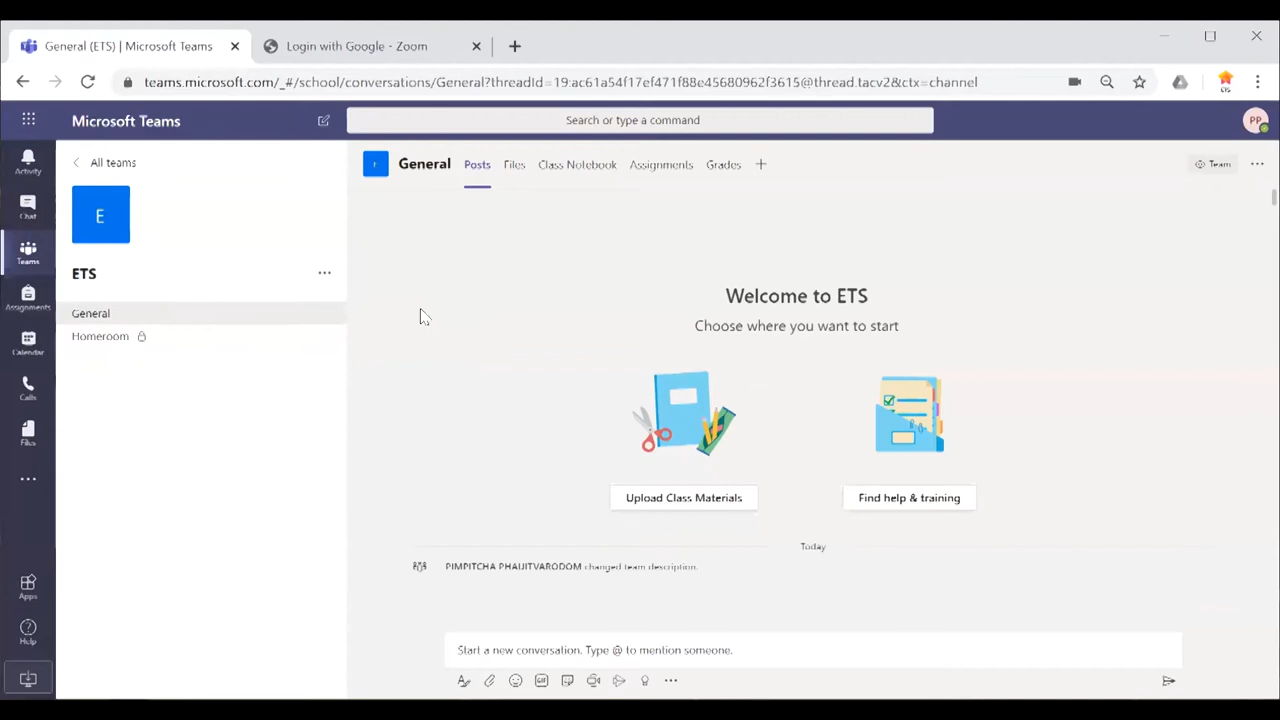 General (ETS) | Microsoft Teams
Login with Google - Zoom
teams.microsoft.com/_#/school/conversations/General?threadId=19:ac61a54f17ef471f88e45680962f3615@thread.tacv2&ctx=channel
ETS
Microsoft Teams
Search or type a command
PP
Activity
Chat
Teams
Assignments
Calendar
Calls
Files
Apps
Help
All teams
E
ETS
General
Homeroom
General Posts Files Class Notebook Assignments Grades
Team
Welcome to ETS
Choose where you want to start
Upload Class Materials
Find help & training
Today
PIMPITCHA PHAIJITVARODOM changed team description.
Start a new conversation. Type @ to mention someone.
GIF